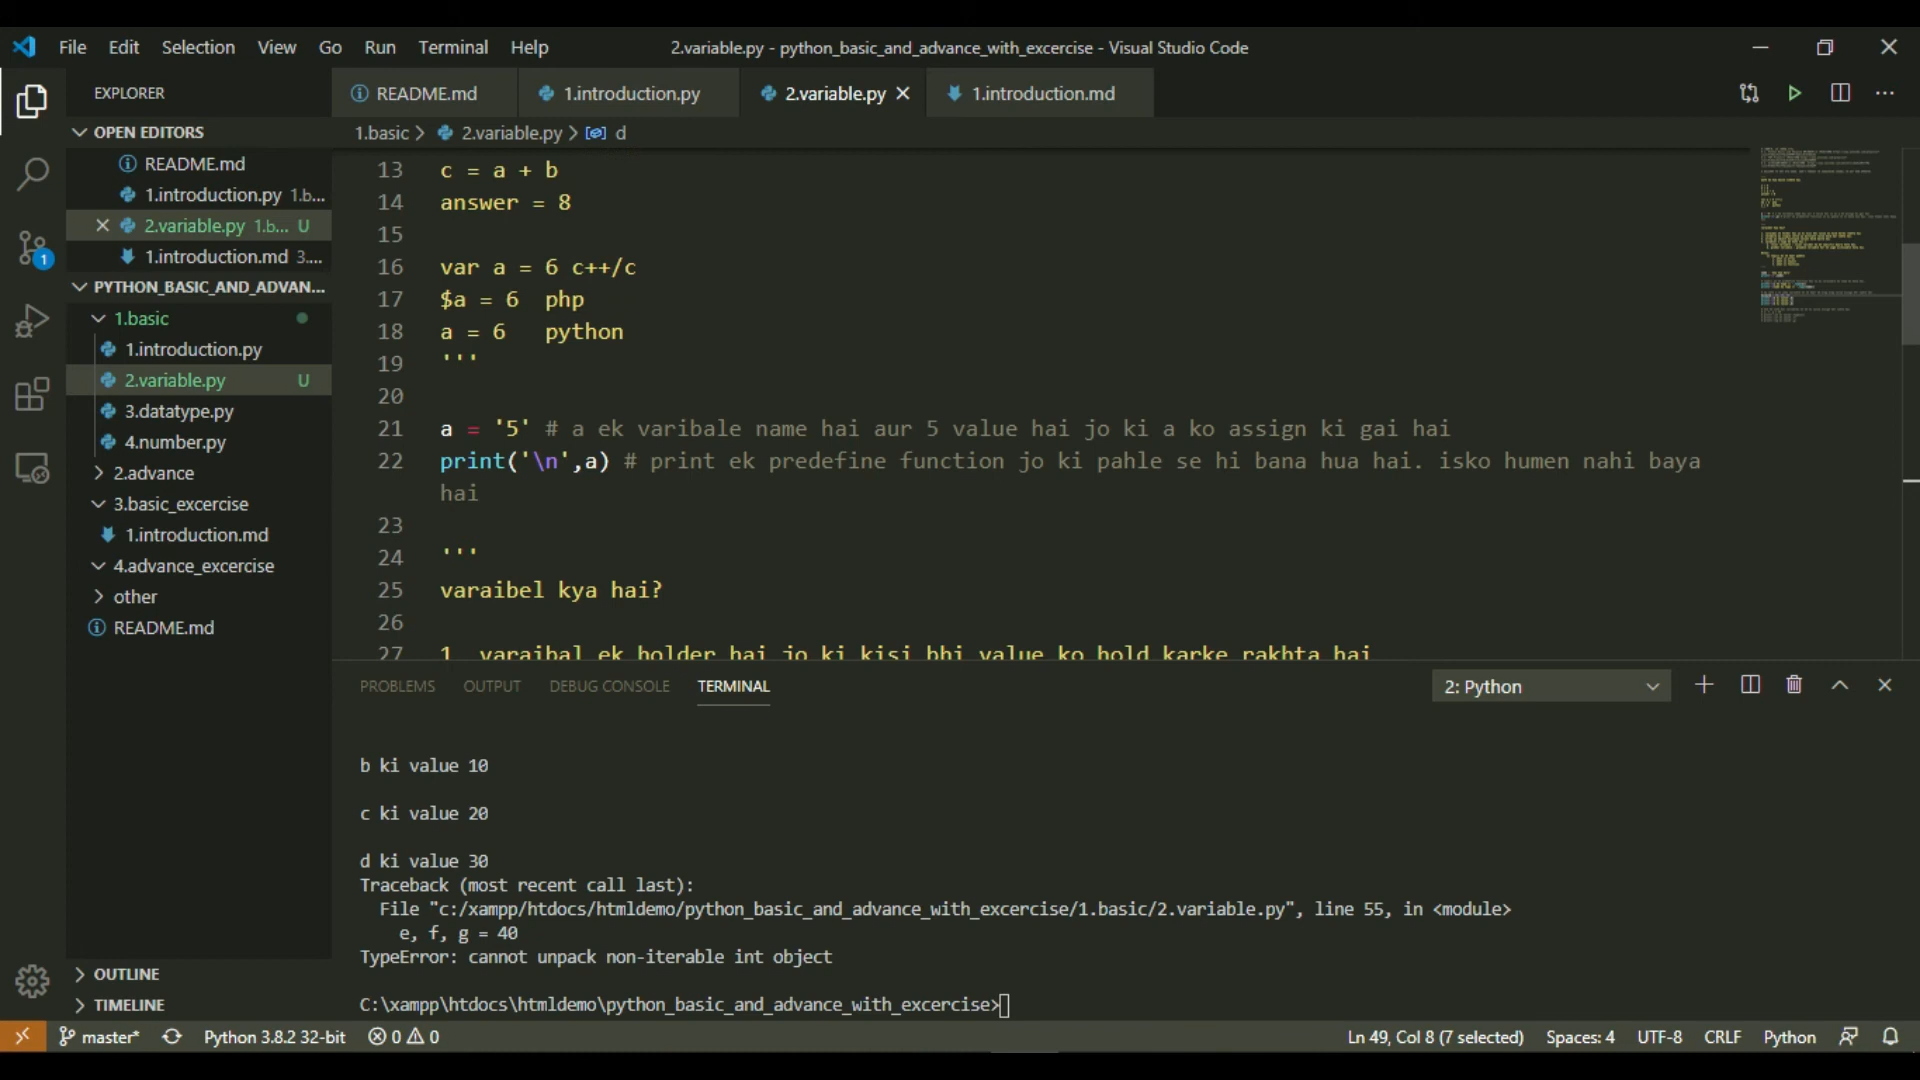 File Edit Selection View Go Run Terminal Help 2.variable.py - python_basic_and_advance_with_excercise - Visual Studio Code
EXPLORER
README.md 1.introduction.py 2.variable.py 1.introduction.md
OPEN EDITORS
README.md
1.introduction.py 1.b...
2.variable.py 1.b... U
1.introduction.md 3....
PYTHON_BASIC_AND_ADVAN...
1.basic
1.introduction.py
2.variable.py U
3.datatype.py
4.number.py
2.advance
3.basic_excercise
1.introduction.md
4.advance_excercise
other
README.md
OUTLINE
TIMELINE
1
1.basic > 2.variable.py > d
13 c = a + b
14 answer = 8
15
16 var a = 6 c++/c
17 $a = 6 php
18 a = 6 python
19 '''
20
21 a = '5' # a ek varibale name hai aur 5 value hai jo ki a ko assign ki gai hai
22 print('\n',a) # print ek predefine function jo ki pahle se hi bana hua hai. isko humen nahi baya
hai
23
24 '''
25 varaibel kya hai?
26
27 1. varaibal ek holder hai jo ki kisi bhi value ko hold karke rakhta hai
PROBLEMS OUTPUT DEBUG CONSOLE TERMINAL 2: Python
b ki value 10
c ki value 20
d ki value 30
Traceback (most recent call last):
File "c:/xampp/htdocs/htmldemo/python_basic_and_advance_with_excercise/1.basic/2.variable.py", line 55, in <module>
e, f, g = 40
TypeError: cannot unpack non-iterable int object
C:\xampp\htdocs\htmldemo\python_basic_and_advance_with_excercise>
master* Python 3.8.2 32-bit 0 0 Ln 49, Col 8 (7 selected) Spaces: 4 UTF-8 CRLF Python